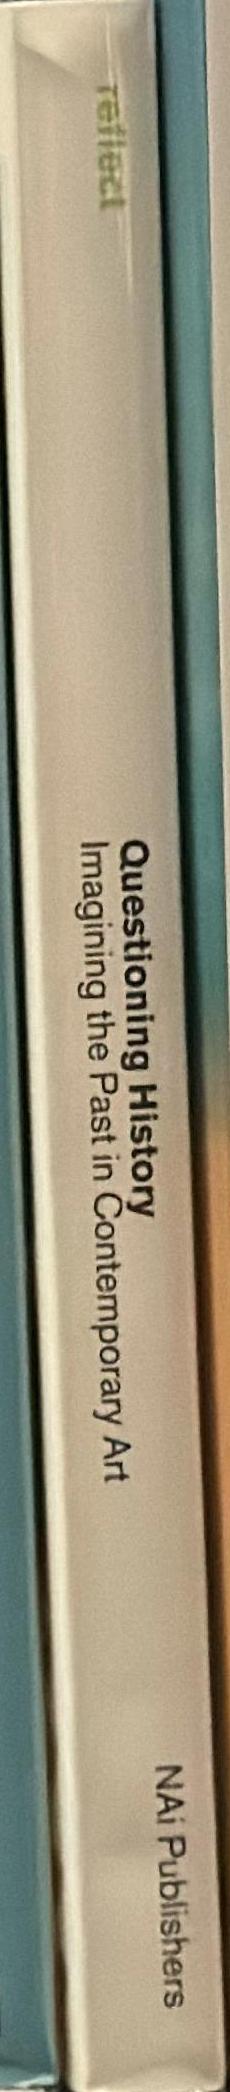 reflect
Questioning History
Imagining the Past in Contemporary Art
NAi Publishers